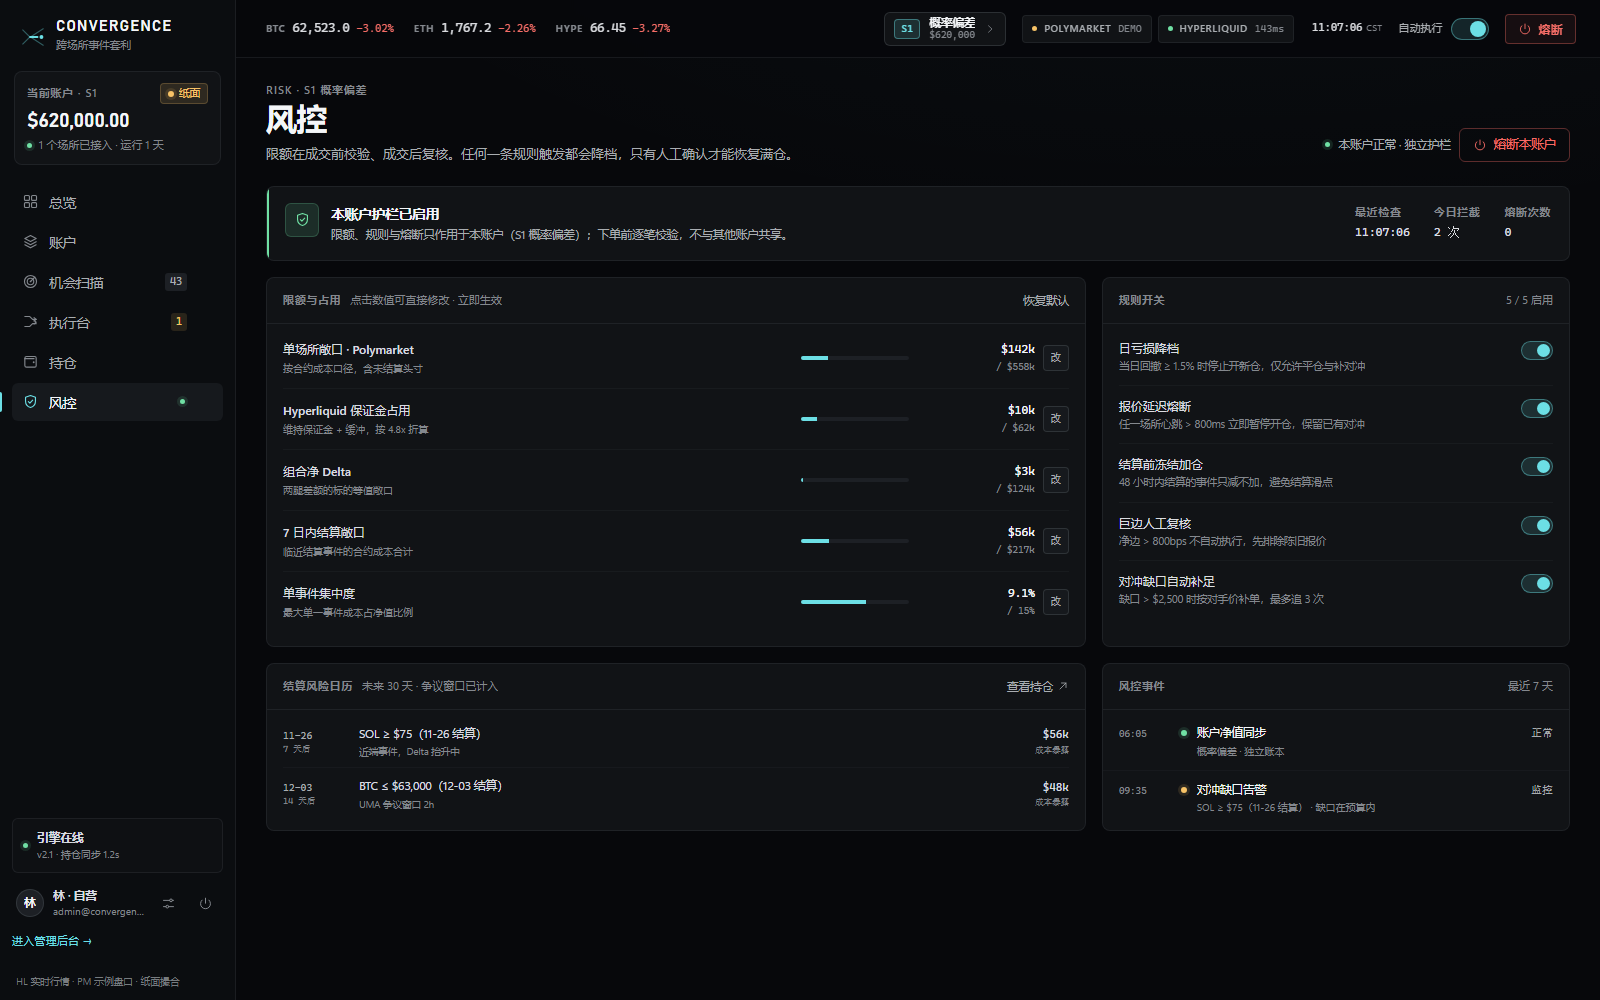 CONVERGENCE
跨场所事件套利
当前账户 · S1
纸面
$620,000.00
1 个场所已接入 · 运行 1 天
总览
账户
机会扫描
43
执行台
1
持仓
风控
引擎在线
v2.1 · 持仓同步 1.2s
林
林 · 自营
admin@convergen...
进入管理后台 →
HL 实时行情 · PM 示例盘口 · 纸面撮合
BTC 62,523.0 -3.02%
ETH 1,767.2 -2.26%
HYPE 66.45 -3.27%
S1
概率偏差
$620,000
POLYMARKET DEMO
HYPERLIQUID 143ms
11:07:06 CST
自动执行
熔断
RISK · S1 概率偏差
风控
限额在成交前校验、成交后复核。任何一条规则触发都会降档，只有人工确认才能恢复满仓。
本账户正常 · 独立护栏
熔断本账户
本账户护栏已启用
限额、规则与熔断只作用于本账户（S1 概率偏差）；下单前逐笔校验，不与其他账户共享。
最近检查
11:07:06
今日拦截
2 次
熔断次数
0
限额与占用 点击数值可直接修改 · 立即生效
恢复默认
单场所敞口 · Polymarket
按合约成本口径，含未结算头寸
$142k
/ $558k
改
Hyperliquid 保证金占用
维持保证金 + 缓冲，按 4.8x 折算
$10k
/ $62k
改
组合净 Delta
两腿差额的标的等值敞口
$3k
/ $124k
改
7 日内结算敞口
临近结算事件的合约成本合计
$56k
/ $217k
改
单事件集中度
最大单一事件成本占净值比例
9.1%
/ 15%
改
规则开关
5 / 5 启用
日亏损降档
当日回撤 ≥ 1.5% 时停止开新仓，仅允许平仓与补对冲
报价延迟熔断
任一场所心跳 > 800ms 立即暂停开仓，保留已有对冲
结算前冻结加仓
48 小时内结算的事件只减不加，避免结算滑点
巨边人工复核
净边 > 800bps 不自动执行，先排除陈旧报价
对冲缺口自动补足
缺口 > $2,500 时按对手价补单，最多追 3 次
结算风险日历 未来 30 天 · 争议窗口已计入
查看持仓 ↗
11-26
7 天后
SOL ≥ $75（11-26 结算）
近端事件，Delta 抬升中
$56k
成本暴露
12-03
14 天后
BTC ≤ $63,000（12-03 结算）
UMA 争议窗口 2h
$48k
成本暴露
风控事件
最近 7 天
06:05
账户净值同步
概率偏差 · 独立账本
正常
09:35
对冲缺口告警
SOL ≥ $75（11-26 结算） · 缺口在预算内
监控